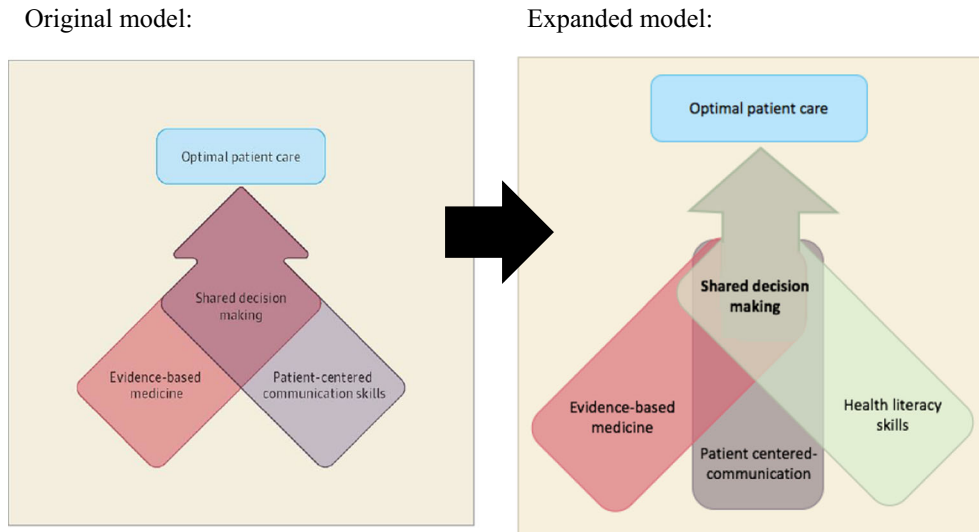 Original model:
Optimal patient care
Shared decision
making
Evidence-based
medicine
Patient-centered
communication skills
Expanded model:
Optimal patient care
Shared decision
making
Evidence-based
medicine
Patient centered-
communication
Health literacy
skills